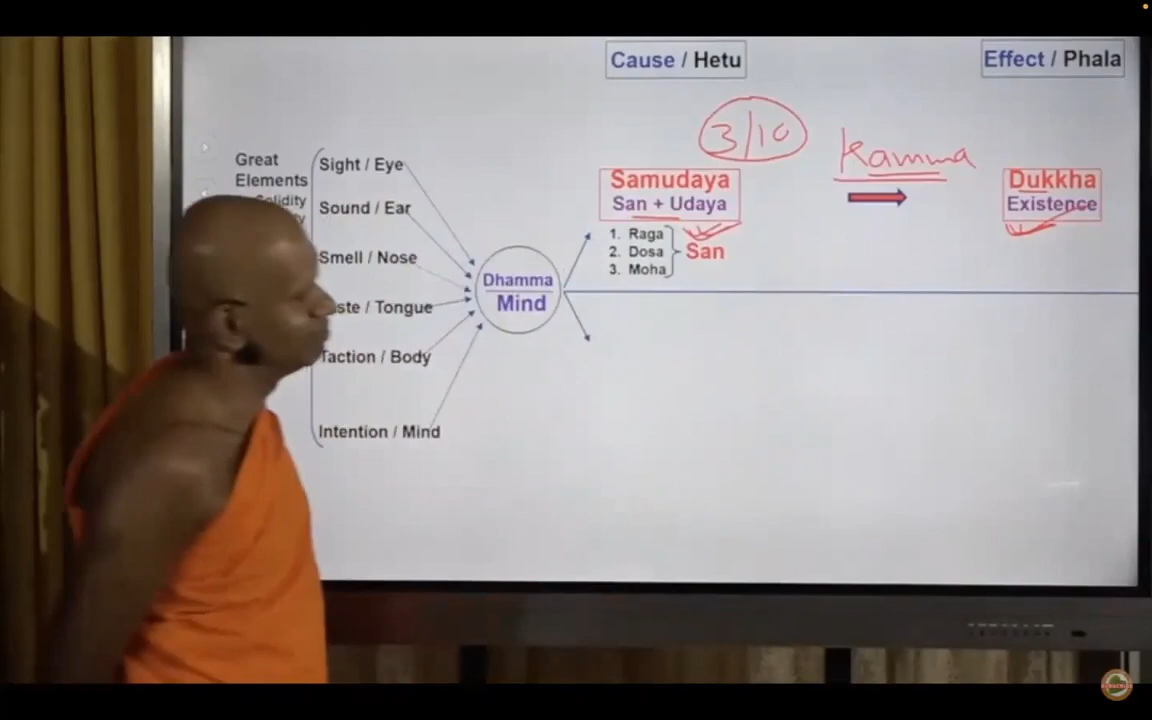 Cause / Hetu
Effect / Phala
3/10
Kamma
Great
Elements
Sight / Eye
Sound / Ear
Smell / Nose
Tongue
Taction / Body
Intention / Mind
Dhamma
Mind
Samudaya
San + Udaya
1. Raga
2. Dosa
3. Moha
San
Dukkha
Existence